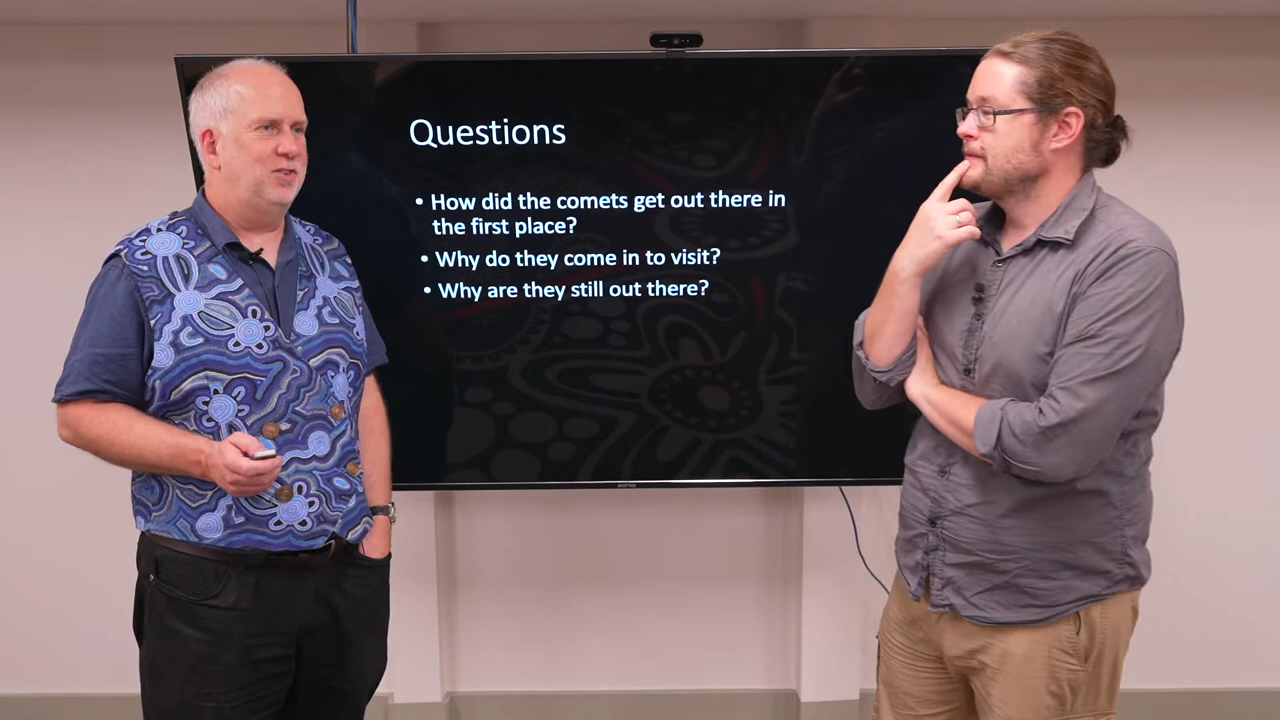 Questions
• How did the comets get out there in
the first place?
• Why do they come in to visit?
• Why are they still out there?